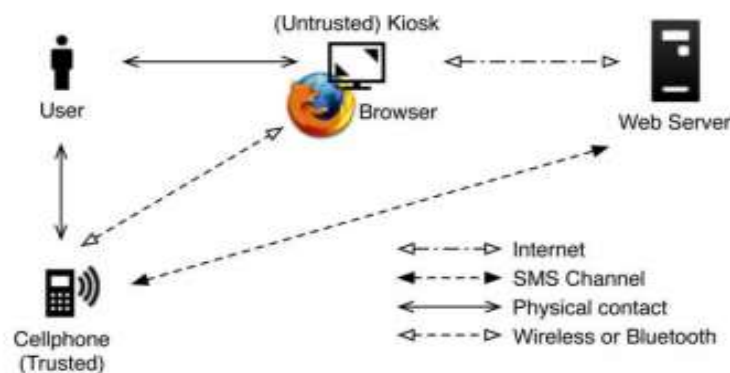 (Untrusted) Kiosk
User
Browser
Web Server
Internet
SMS Channel
Physical contact
Wireless or Bluetooth
Cellphone
(Trusted)